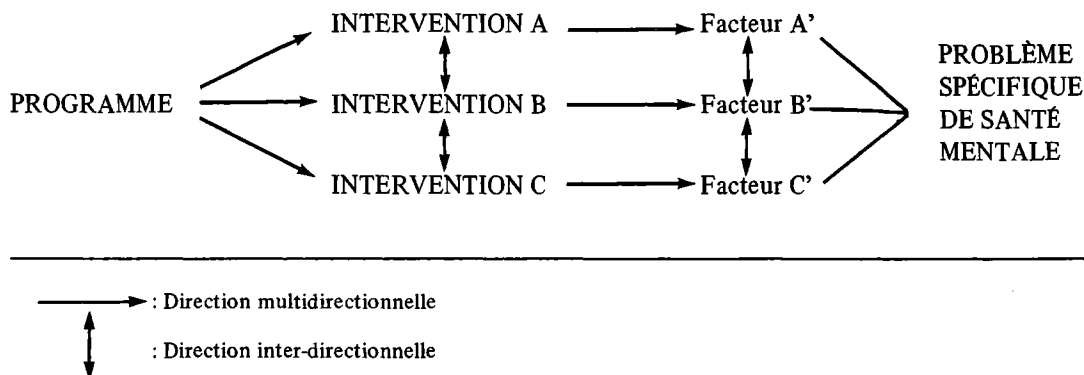 INTERVENTION A Facteur A'
PROGRAMME INTERVENTION B Facteur B'
INTERVENTION C Facteur C'
PROBLÈME
SPÉCIFIQUE
DE SANTÉ
MENTALE
: Direction multidirectionnelle
: Direction inter-directionnelle